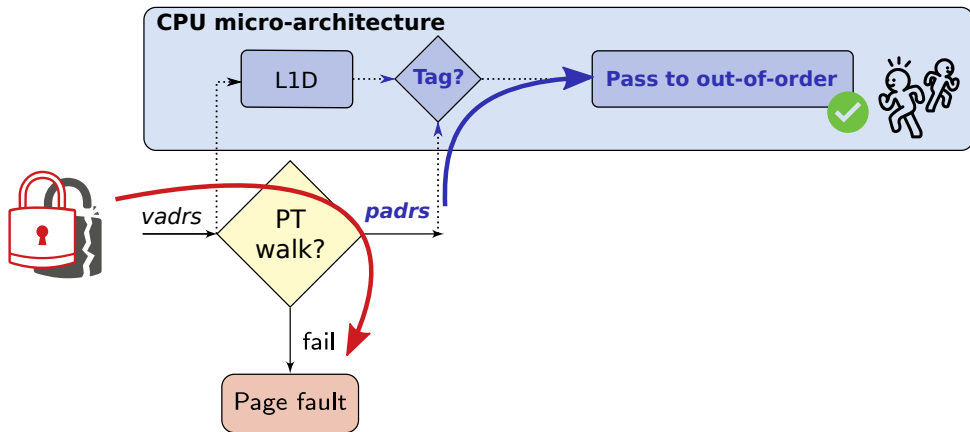 CPU micro-architecture
L1D
Tag?
Pass to out-of-order
vadrs
PT
walk?
padrs
fail
Page fault